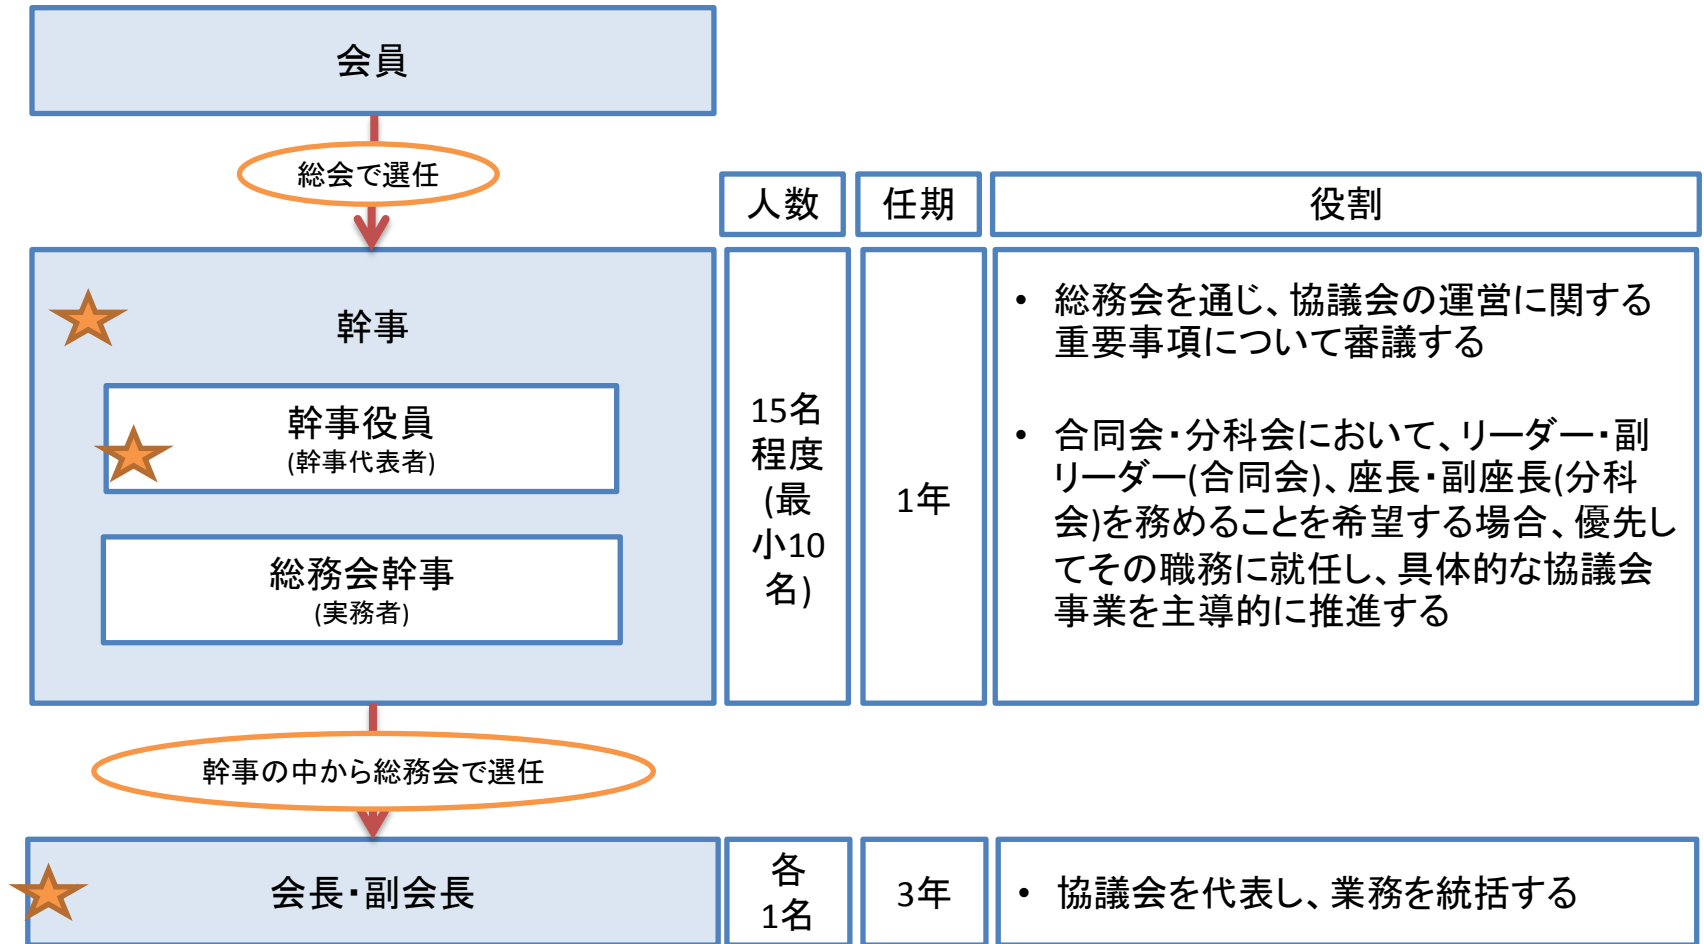 会員
総会で選任
人数
任期
役割
幹事
幹事役員
(幹事代表者)
総務会幹事
(実務者)
15名
程度
(最
小10
名)
1年
• 総務会を通じ、協議会の運営に関する
重要事項について審議する
• 合同会・分科会において、リーダー・副
リーダー(合同会)、座長・副座長(分科
会)を務めることを希望する場合、優先し
てその職務に就任し、具体的な協議会
事業を主導的に推進する
幹事の中から総務会で選任
会長・副会長
各
1名
3年
• 協議会を代表し、業務を統括する